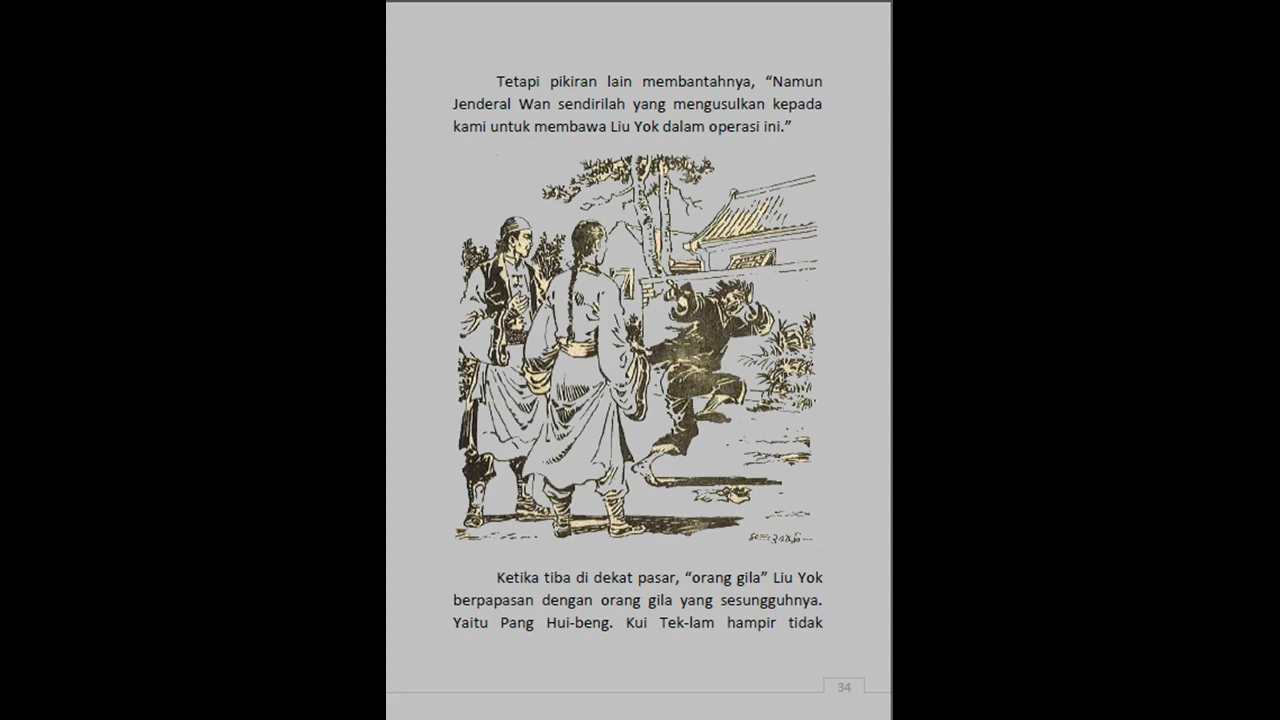 Tetapi pikiran lain membantahnya, “Namun
Jenderal Wan sendirilah yang mengusulkan kepada
kami untuk membawa Liu Yok dalam operasi ini.”
Ketika tiba di dekat pasar, “orang gila” Liu Yok
berpapasan dengan orang gila yang sesungguhnya.
Yaitu Pang Hui-beng. Kui Tek-lam hampir tidak
34